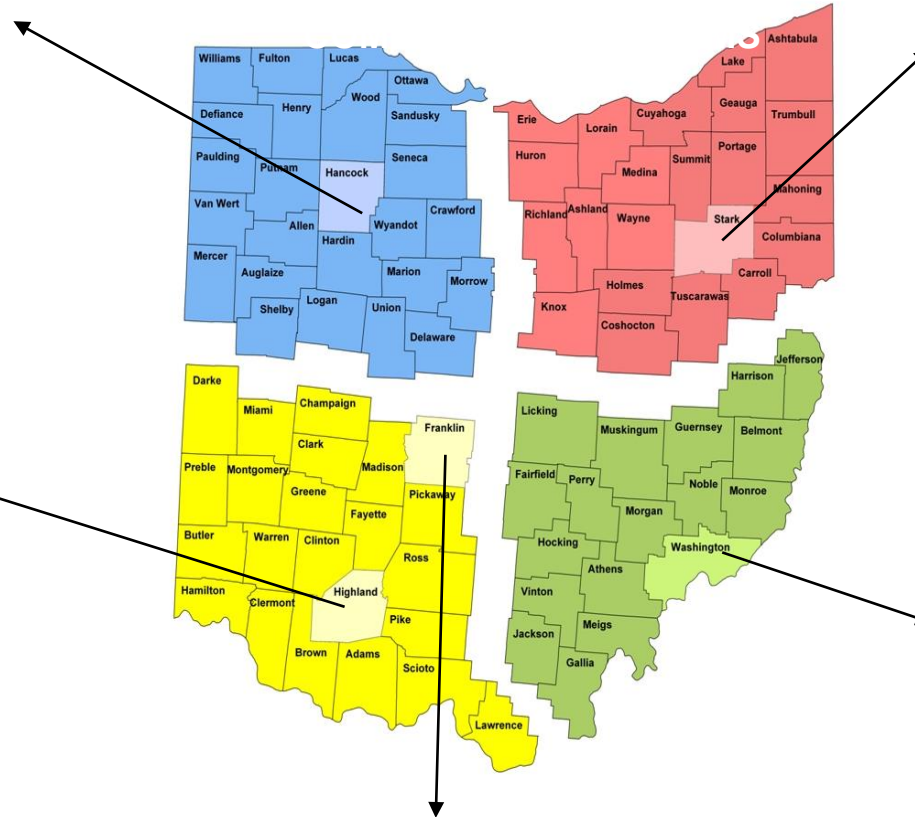 Williams
Fulton
Lucas
Ottawa
Wood
Henry
Defiance
Sandusky
Paulding
Putnam
Hancock
Seneca
Van Wert
Allen
Wyandot
Crawford
Hardin
Mercer
Auglaize
Marion
Morrow
Shelby
Logan
Union
Delaware
Ashtabula
Lake
Geauga
Cuyahoga
Trumbull
Erie
Lorain
Huron
Medina
Summit
Portage
Mahoning
Richland
Ashland
Wayne
Stark
Columbiana
Carroll
Holmes
Tuscarawas
Knox
Coshocton
Darke
Miami
Champaign
Franklin
Clark
Madison
Preble
Montgomery
Greene
Pickaway
Fayette
Butler
Warren
Clinton
Ross
Hamilton
Clermont
Highland
Pike
Brown
Adams
Scioto
Lawrence
Jefferson
Harrison
Licking
Muskingum
Guernsey
Belmont
Fairfield
Perry
Noble
Monroe
Morgan
Hocking
Washington
Athens
Vinton
Meigs
Jackson
Gallia